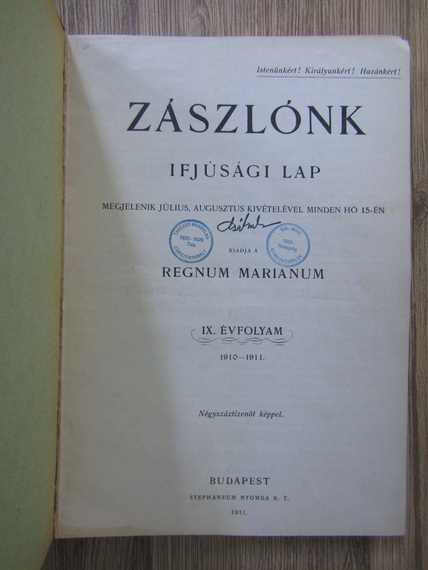 Istenünkért! Királyunkért! Hazánkért!
ZÁSZLÓNK
IFJÚSÁGI LAP
MEGJELENIK JÚLIUS, AUGUSZTUS KIVÉTELÉVEL MINDEN HÓ 15-ÉN
KIADJA A
REGNUM MARIANUM
IX. ÉVFOLYAM
1910—1911.
Négyszáztizenöt képpel.
BUDAPEST
STEPHANEUM NYOMDA R. T.
1911.